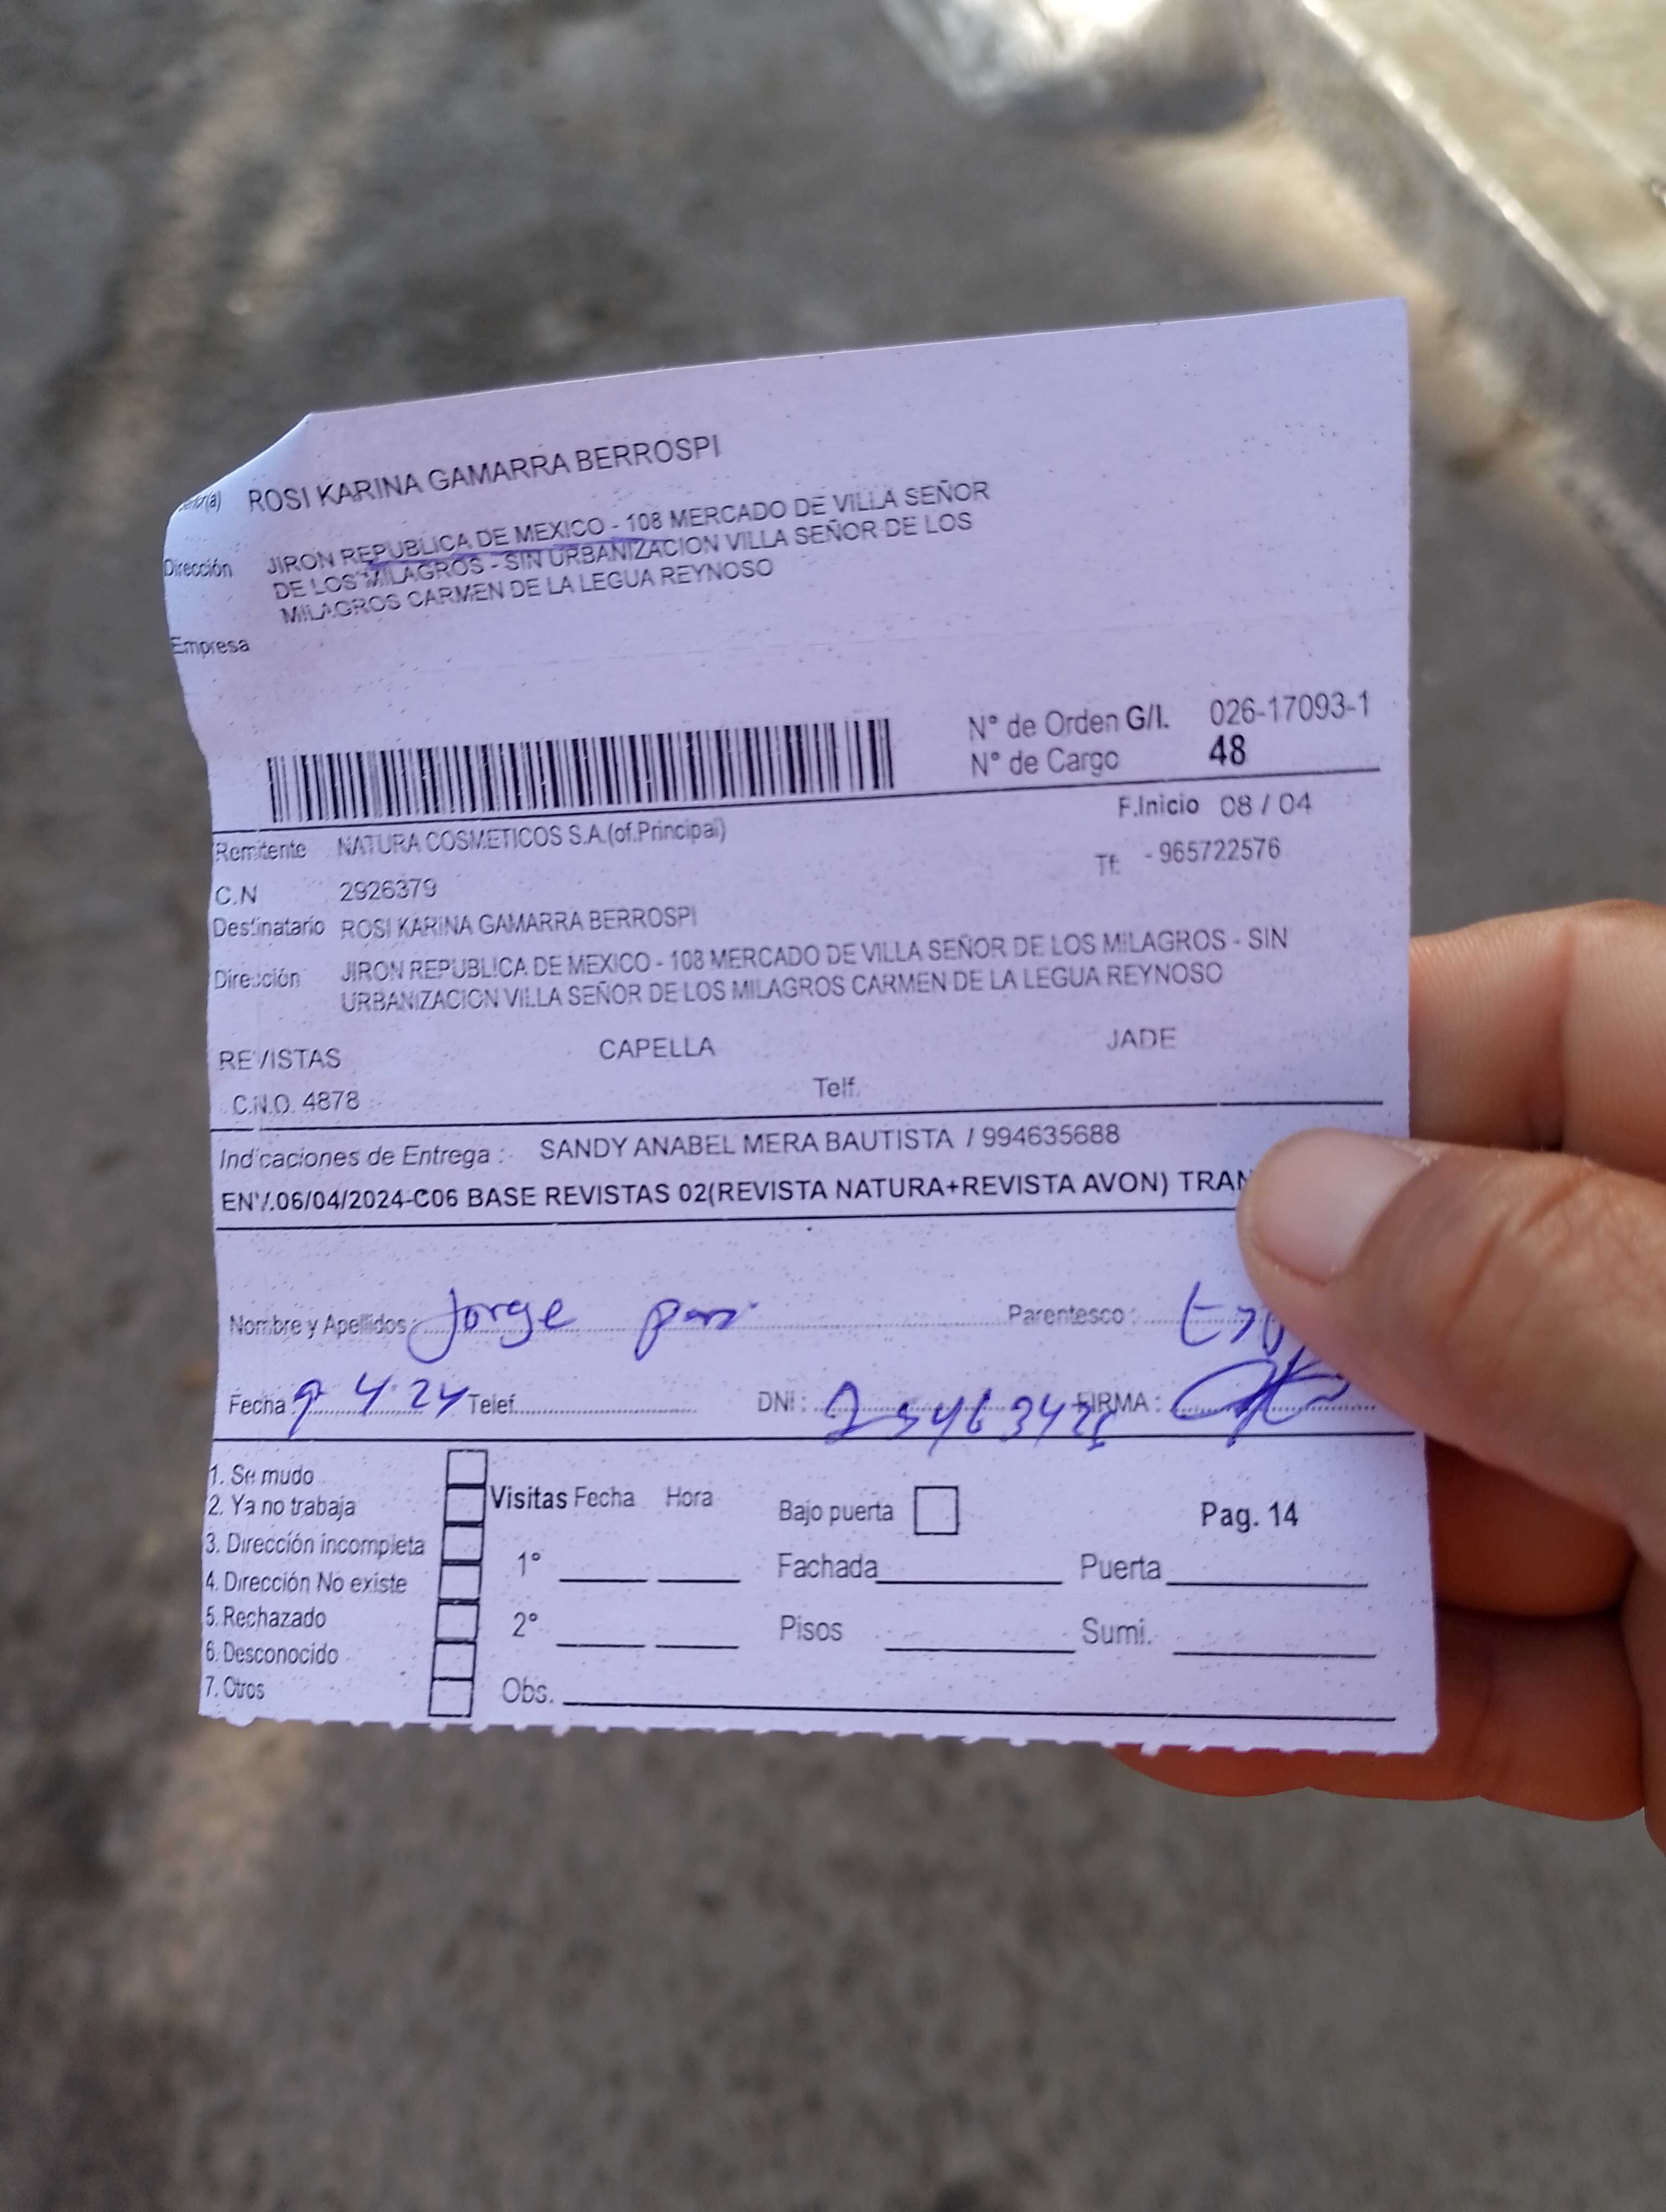 ROSI KARINA GAMARRA BERROSPI
Dirección JIRON REPUBLICA DE MEXICO - 108 MERCADO DE VILLA SEÑOR
DE LOS MILAGROS - SIN URBANIZACION VILLA SEÑOR DE LOS
MILAGROS CARMEN DE LA LEGUA REYNOSO
Empresa
N° de Orden G/I. 026-17093-1
N° de Cargo 48
F.Inicio 08 / 04
Remitente NATURA COSMETICOS S.A.(of.Principal)
Tf: - 965722576
C.N 2926379
Destinatario ROSI KARINA GAMARRA BERROSPI
Dirección JIRON REPUBLICA DE MEXICO - 108 MERCADO DE VILLA SEÑOR DE LOS MILAGROS - SIN
URBANIZACION VILLA SEÑOR DE LOS MILAGROS CARMEN DE LA LEGUA REYNOSO
REVISTAS CAPELLA JADE
C.N.O. 4878 Telf.
Indicaciones de Entrega : SANDY ANABEL MERA BAUTISTA / 994635688
ENV.06/04/2024-C06 BASE REVISTAS 02(REVISTA NATURA+REVISTA AVON) TRAN
Nombre y Apellidos : Jorge Parentesco :
Fecha 9 4 24 Telef. DNI : FIRMA :
1. Se mudo
2. Ya no trabaja
3. Dirección incompleta
4. Dirección No existe
5. Rechazado
6. Desconocido
7. Otros
Visitas Fecha Hora Bajo puerta Pag. 14
1° Fachada Puerta
2° Pisos Sumi.
Obs.